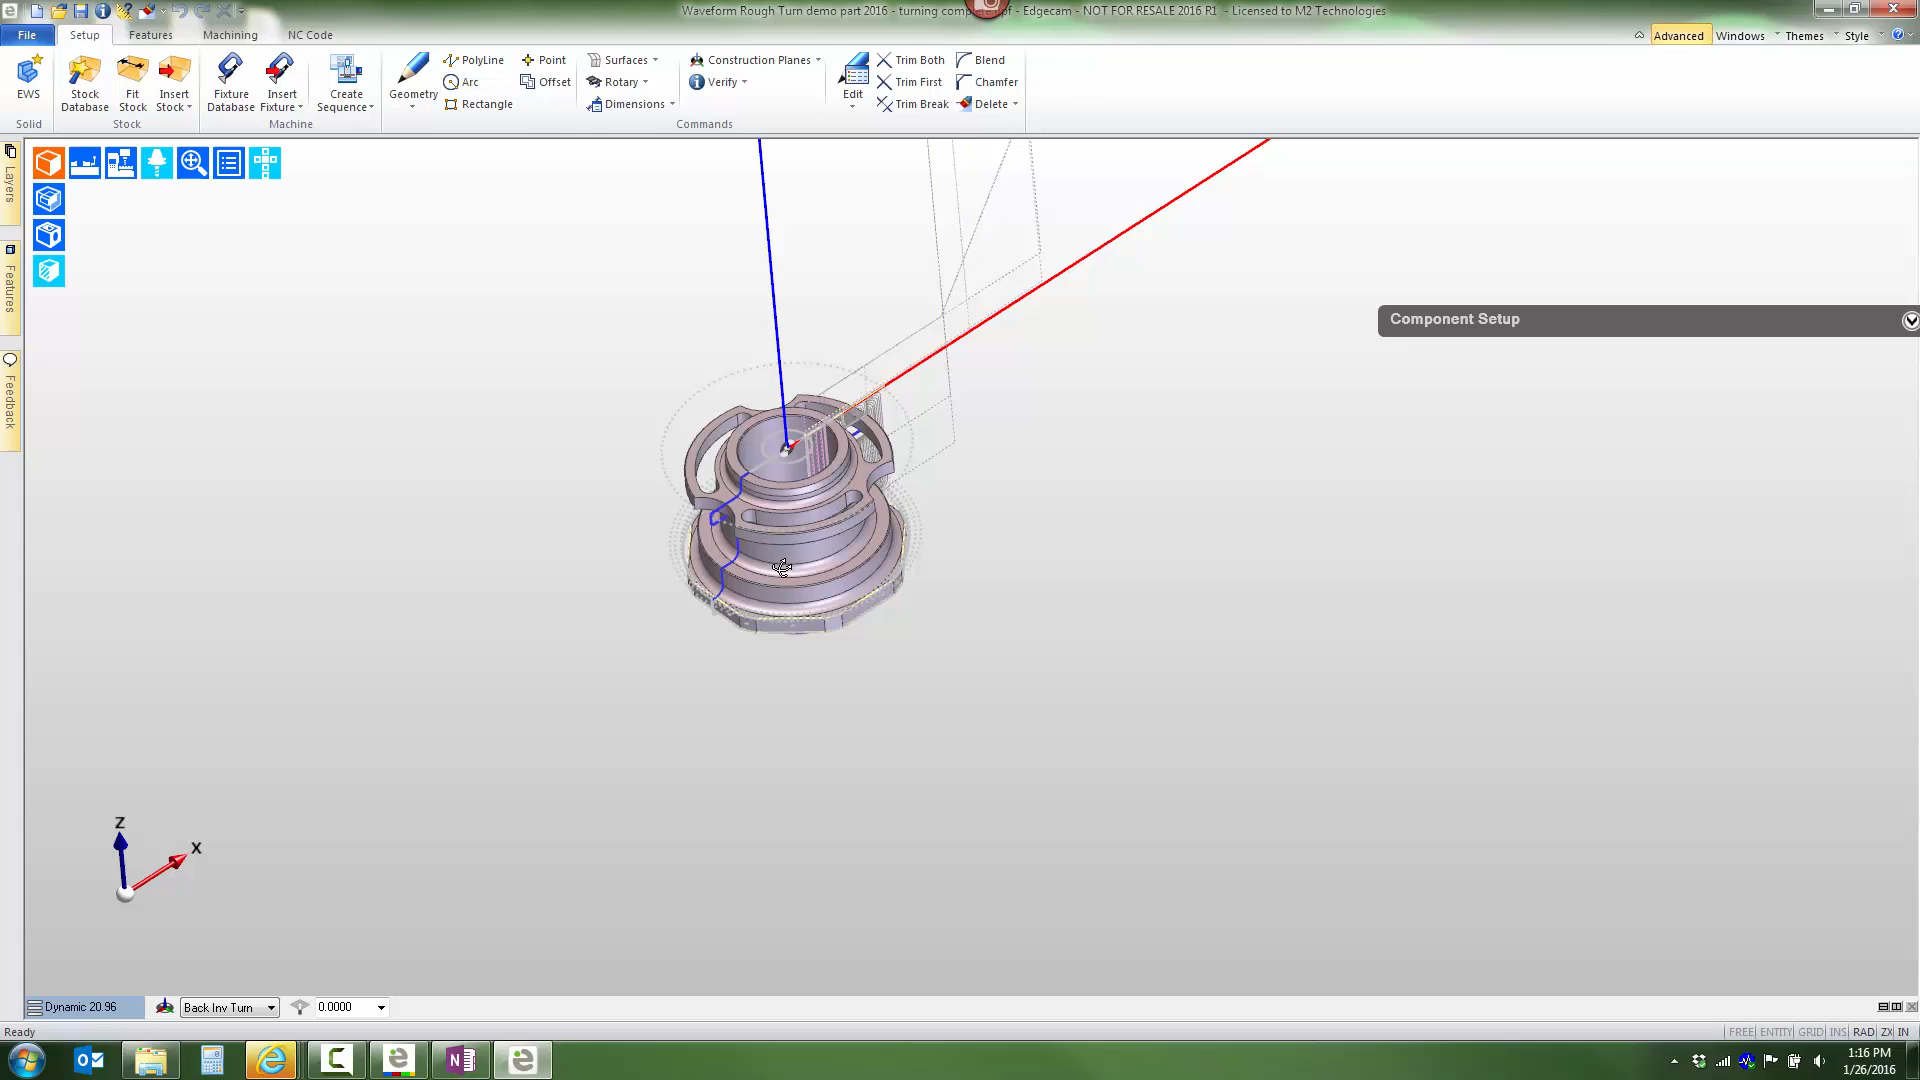 Waveform Rough Turn demo part 2016 - turning comp pf - Edgecam - NOT FOR RESALE 2016 R1 - Licensed to M2 Technologies
File Setup Features Machining NC Code Advanced Windows Themes Style
EWS
Solid
Stock Database
Fit Stock
Insert Stock
Stock
Fixture Database
Insert Fixture
Create Sequence
Machine
Geometry
PolyLine
Arc
Rectangle
Point
Offset
Surfaces
Rotary
Dimensions
Construction Planes
Verify
Edit
Trim Both
Trim First
Trim Break
Blend
Chamfer
Delete
Commands
Layers
Features
Feedback
Component Setup
Z
X
Dynamic 20.96
Back Inv Turn
0.0000
Ready
FREE ENTITY GRID INS RAD ZX IN
1:16 PM
1/26/2016